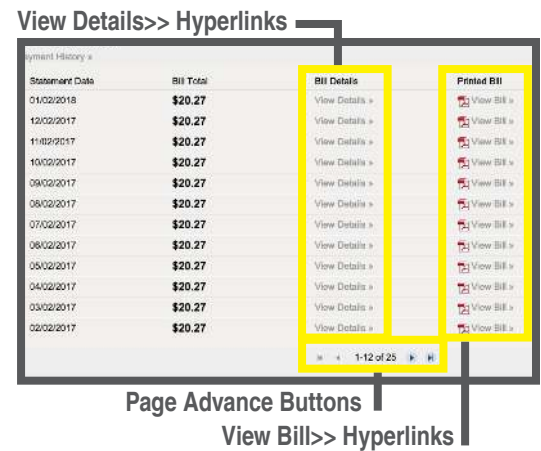 View Details>> Hyperlinks
ayment History »
Statement Date Bill Total Bill Details Printed Bill
01/02/2018 $20.27 View Details » View Bill »
12/02/2017 $20.27 View Details » View Bill »
11/02/2017 $20.27 View Details » View Bill »
10/02/2017 $20.27 View Details » View Bill »
09/02/2017 $20.27 View Details » View Bill »
08/02/2017 $20.27 View Details » View Bill »
07/02/2017 $20.27 View Details » View Bill »
06/02/2017 $20.27 View Details » View Bill »
05/02/2017 $20.27 View Details » View Bill »
04/02/2017 $20.27 View Details » View Bill »
03/02/2017 $20.27 View Details » View Bill »
02/02/2017 $20.27 View Details » View Bill »
1-12 of 25
Page Advance Buttons
View Bill>> Hyperlinks